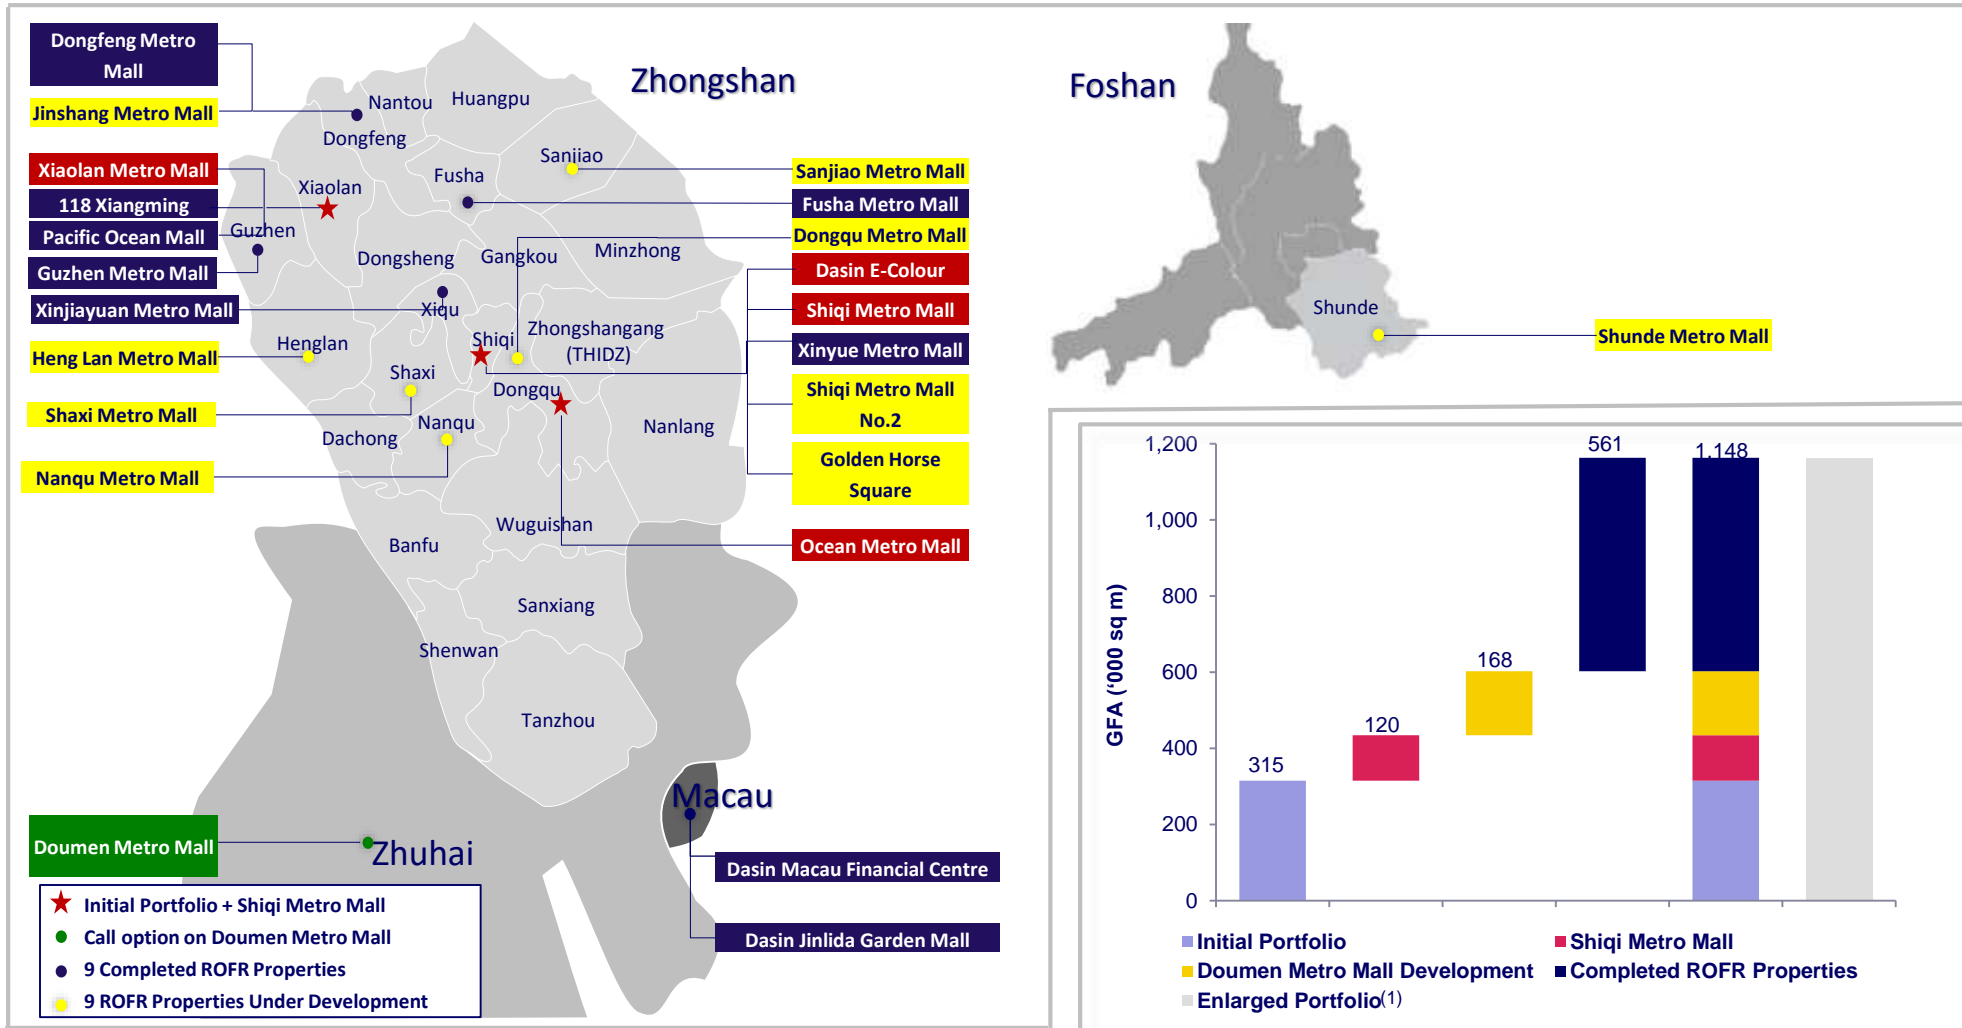 Dongfeng Metro
Mall
Jinshang Metro Mall
Xiaolan Metro Mall
118 Xiangming
Pacific Ocean Mall
Guzhen Metro Mall
Xinjiayuan Metro Mall
Heng Lan Metro Mall
Shaxi Metro Mall
Nanqu Metro Mall
Doumen Metro Mall
Zhongshan
Nantou
Huangpu
Dongfeng
Sanjiao
Fusha
Xiaolan
Guzhen
Dongsheng
Gangkou
Minzhong
Xiqu
Shiqi
Zhongshangang
(THIDZ)
Henglan
Shaxi
Dongqu
Nanqu
Dachong
Nanlang
Wuguishan
Banfu
Sanxiang
Shenwan
Tanzhou
Macau
Zhuhai
Sanjiao Metro Mall
Fusha Metro Mall
Dongqu Metro Mall
Dasin E-Colour
Shiqi Metro Mall
Xinyue Metro Mall
Shiqi Metro Mall
No.2
Golden Horse
Square
Ocean Metro Mall
Dasin Macau Financial Centre
Dasin Jinlida Garden Mall
Initial Portfolio + Shiqi Metro Mall
Call option on Doumen Metro Mall
9 Completed ROFR Properties
9 ROFR Properties Under Development
Foshan
Shunde
Shunde Metro Mall
GFA (‘000 sq m)
1,200
1,000
800
600
400
200
0
315
120
168
561
1,148
Initial Portfolio
Shiqi Metro Mall
Doumen Metro Mall Development
Completed ROFR Properties
Enlarged Portfolio(1)